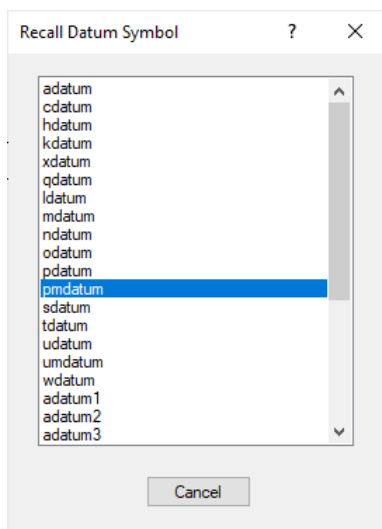 Recall Datum Symbol ? ×
adatum
cdatum
hdatum
kdatum
xdatum
qdatum
ldatum
mdatum
ndatum
odatum
pdatum
pmdatum
sdatum
tdatum
udatum
umdatum
wdatum
adatum1
adatum2
adatum3
Cancel